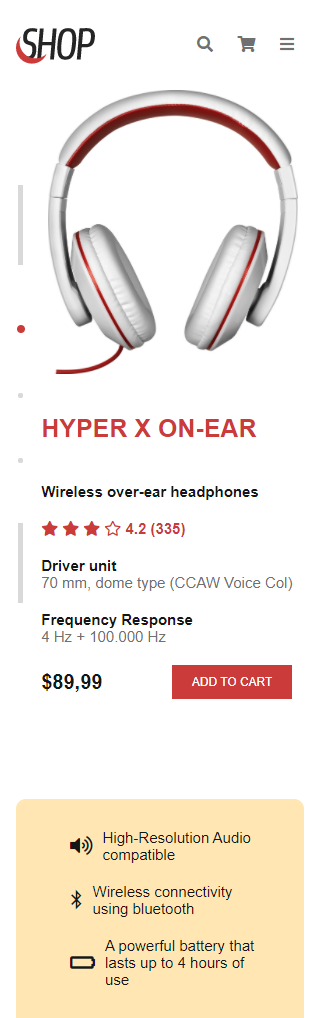 SHOP
HYPER X ON-EAR
Wireless over-ear headphones
4.2 (335)
Driver unit
70 mm, dome type (CCAW Voice Col)
Frequency Response
4 Hz + 100.000 Hz
$89,99
ADD TO CART
High-Resolution Audio
compatible
Wireless connectivity
using bluetooth
A powerful battery that
lasts up to 4 hours of
use